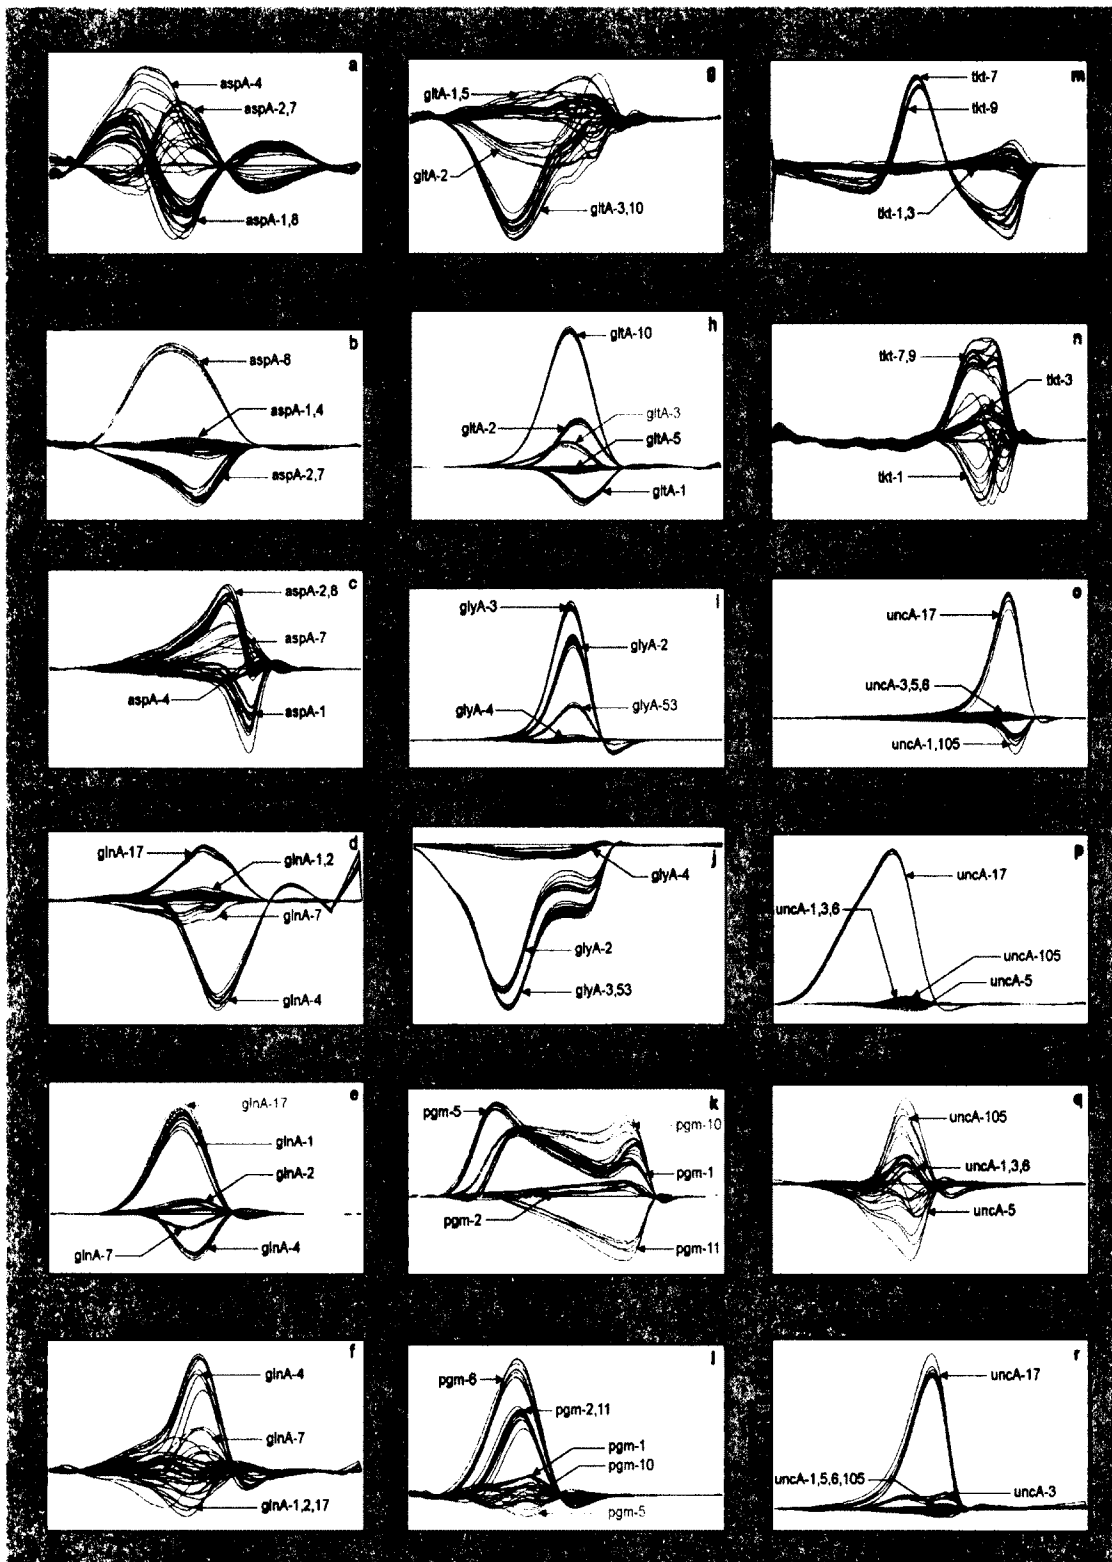 a
aspA-4
aspA-2,7
aspA-1,8
b
aspA-8
aspA-1,4
aspA-2,7
c
aspA-2,8
aspA-7
aspA-4
aspA-1
d
glnA-17
glnA-1,2
glnA-7
glnA-4
e
glnA-17
glnA-1
glnA-2
glnA-7
glnA-4
f
glnA-4
glnA-7
glnA-1,2,17
g
gltA-1,5
gltA-2
gltA-3,10
h
gltA-10
gltA-3
gltA-2
gltA-5
gltA-1
i
glyA-3
glyA-2
glyA-53
glyA-4
j
glyA-4
glyA-2
glyA-3,53
k
pgm-5
pgm-10
pgm-1
pgm-2
pgm-11
l
pgm-6
pgm-2,11
pgm-1
pgm-10
pgm-5
m
tkt-7
tkt-9
tkt-1,3
n
tkt-7,9
tkt-3
tkt-1
o
uncA-17
uncA-3,5,6
uncA-1,105
p
uncA-17
uncA-1,3,6
uncA-105
uncA-5
q
uncA-105
uncA-1,3,6
uncA-5
r
uncA-17
uncA-1,5,6,105
uncA-3